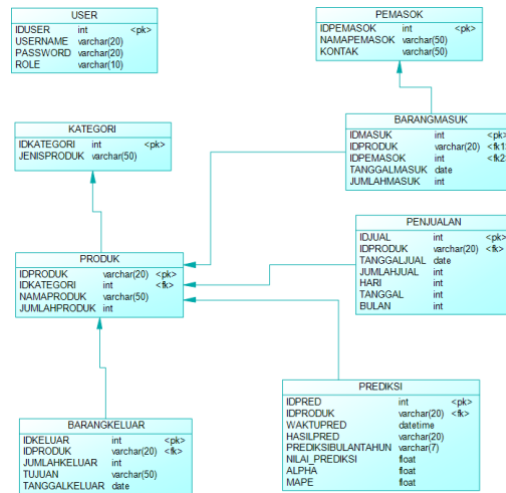 USER
IDUSER int <pk>
USERNAME varchar(20)
PASSWORD varchar(20)
ROLE varchar(10)
PEMASOK
IDPEMASOK int <pk>
NAMAPEMASOK varchar(50)
KONTAK varchar(50)
KATEGORI
IDKATEGORI int <pk>
JENISPRODUK varchar(50)
BARANGMASUK
IDMASUK int <pk>
IDPRODUK varchar(20) <fk1
IDPEMASOK int <fk2
TANGGALMASUK date
JUMLAHMASUK int
PENJUALAN
IDJUAL int <pk>
IDPRODUK varchar(20) <fk>
TANGGALJUAL date
JUMLAHJUAL int
HARI int
TANGGAL int
BULAN int
PRODUK
IDPRODUK varchar(20) <pk>
IDKATEGORI int <fk>
NAMAPRODUK varchar(50)
JUMLAHPRODUK int
PREDIKSI
IDPRED int <pk>
IDPRODUK varchar(20) <fk>
WAKTUPRED datetime
HASILPRED varchar(20)
PREDIKSIBULANTAHUN varchar(7)
NILAI_PREDIKSI float
ALPHA float
MAPE float
BARANGKELUAR
IDKELUAR int <pk>
IDPRODUK varchar(20) <fk>
JUMLAHKELUAR int
TUJUAN varchar(50)
TANGGALKELUAR date